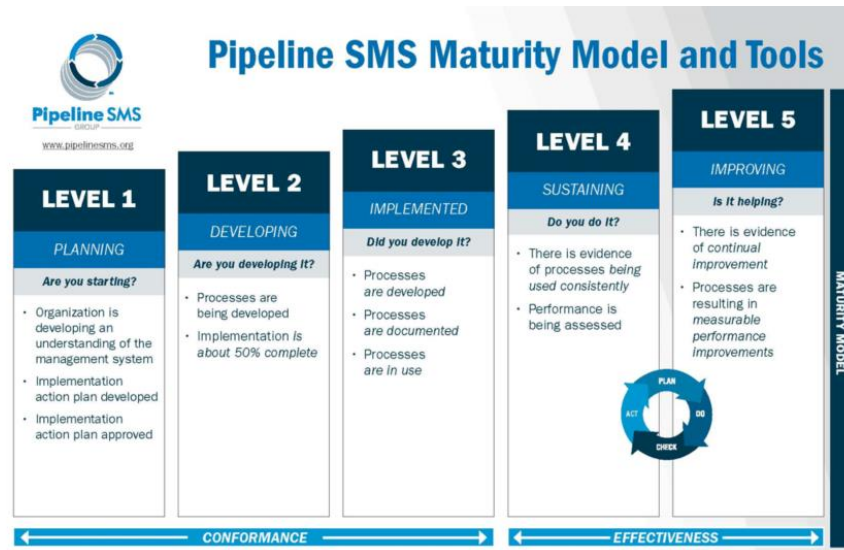 Pipeline SMS Maturity Model and Tools
Pipeline SMS
GROUP
www.pipelinesms.org
LEVEL 1
PLANNING
Are you starting?
• Organization is
developing an
understanding of the
management system
• Implementation
action plan developed
• Implementation
action plan approved
LEVEL 2
DEVELOPING
Are you developing it?
• Processes are
being developed
• Implementation is
about 50% complete
LEVEL 3
IMPLEMENTED
Did you develop it?
• Processes
are developed
• Processes
are documented
• Processes
are in use
LEVEL 4
SUSTAINING
Do you do it?
• There is evidence
of processes being
used consistently
• Performance is
being assessed
LEVEL 5
IMPROVING
Is it helping?
• There is evidence
of continual
improvement
• Processes are
resulting in
measurable
performance
improvements
PLAN
DO
CHECK
ACT
MATURITY MODEL
CONFORMANCE
EFFECTIVENESS